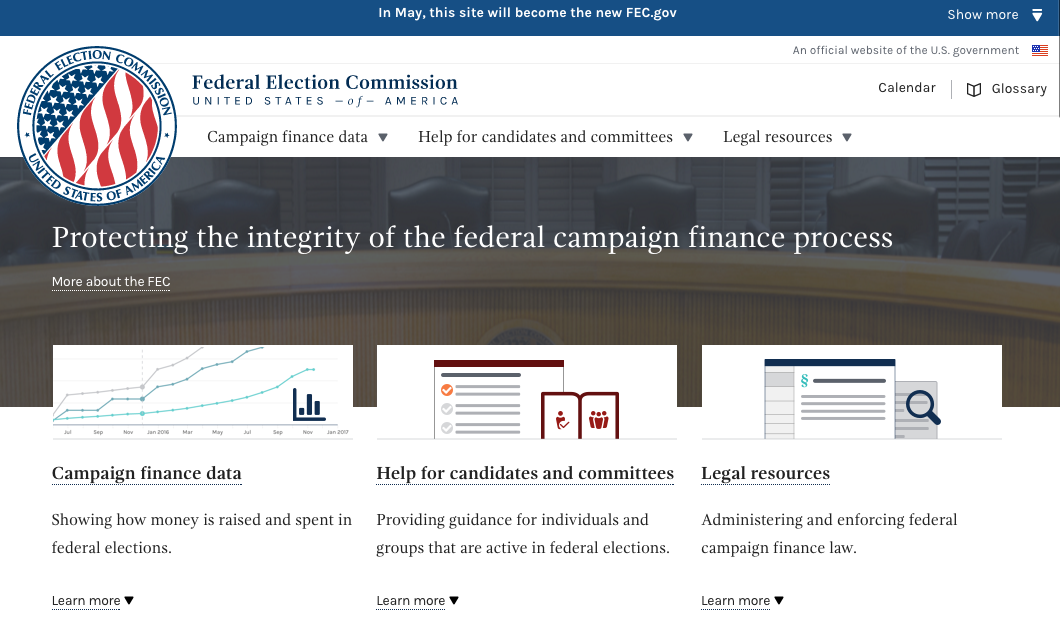 In May, this site will become the new FEC.gov
Show more
An official website of the U.S. government
FEDERAL ELECTION COMMISSION
UNITED STATES OF AMERICA
Federal Election Commission
UNITED STATES – of – AMERICA
Calendar
Glossary
Campaign finance data
Help for candidates and committees
Legal resources
Protecting the integrity of the federal campaign finance process
More about the FEC
Jul Sep Nov Jan 2016 Mar May Jul Sep Nov Jan 2017
§
Campaign finance data
Showing how money is raised and spent in
federal elections.
Learn more
Help for candidates and committees
Providing guidance for individuals and
groups that are active in federal elections.
Learn more
Legal resources
Administering and enforcing federal
campaign finance law.
Learn more